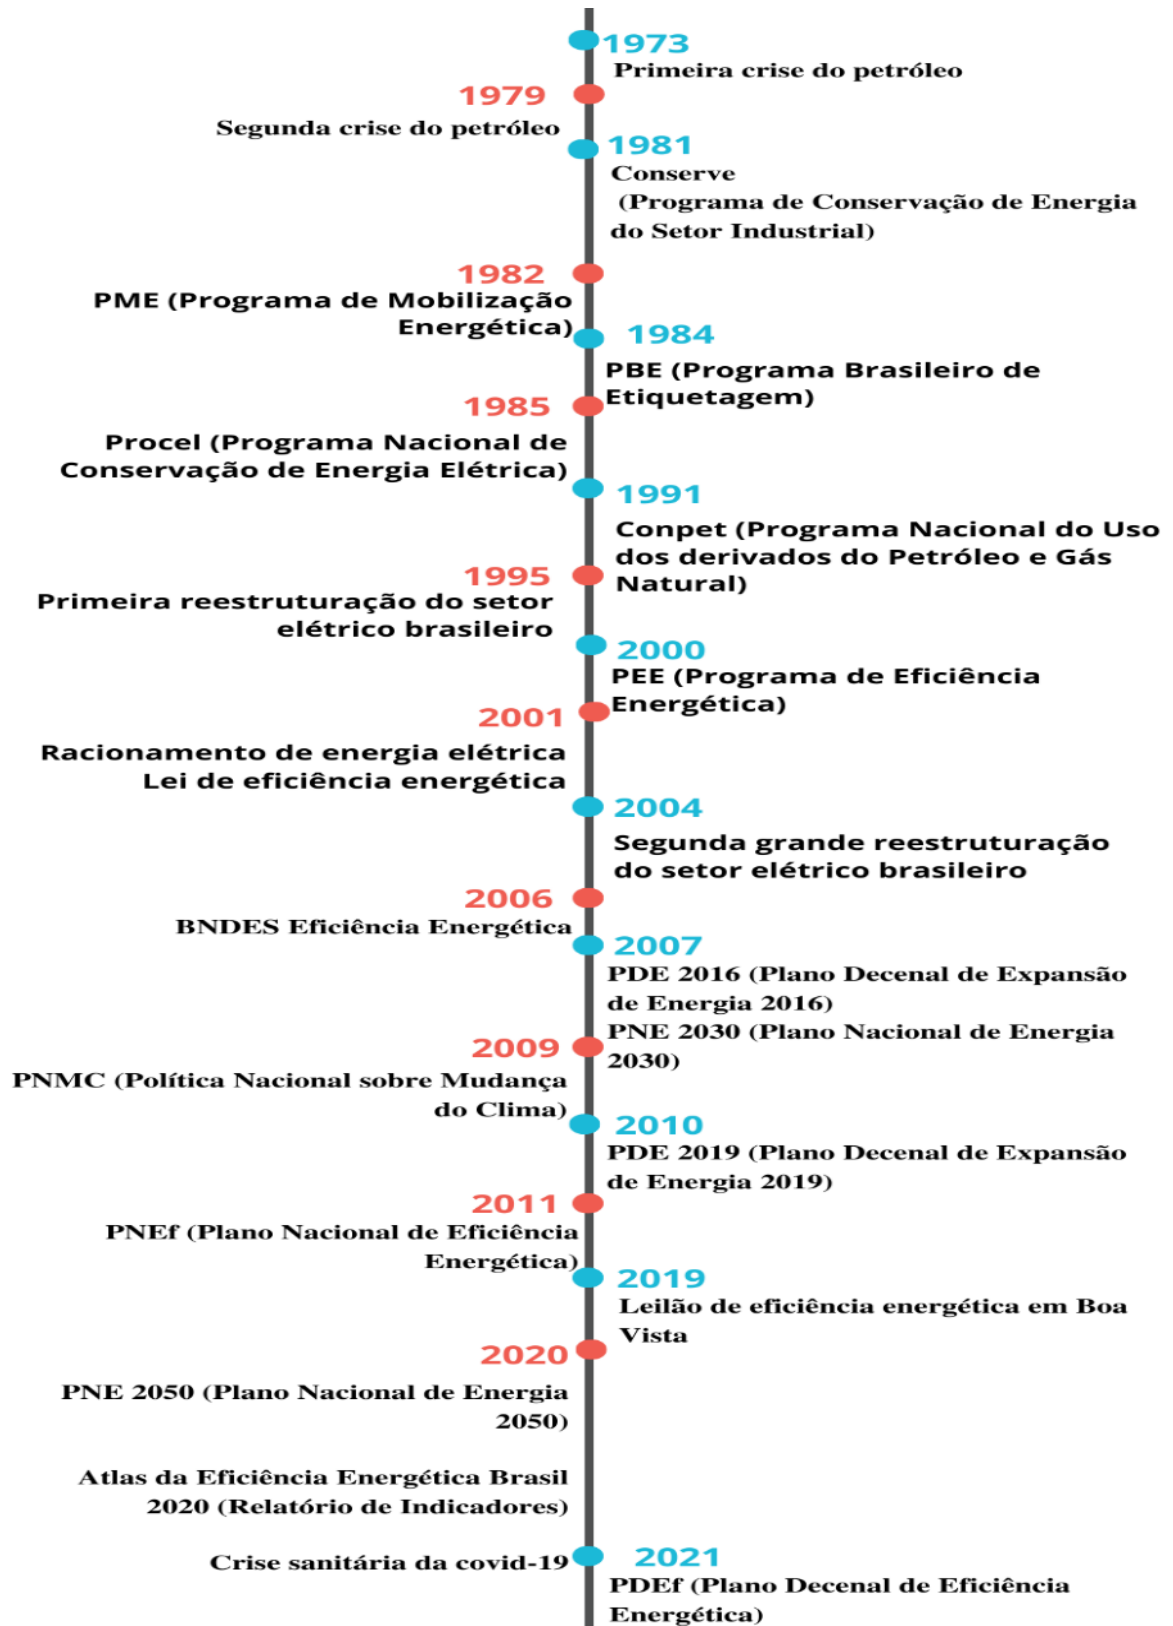 1973
Primeira crise do petróleo
1979
Segunda crise do petróleo
1981
Conserve
(Programa de Conservação de Energia
do Setor Industrial)
1982
PME (Programa de Mobilização
Energética)
1984
PBE (Programa Brasileiro de
Etiquetagem)
1985
Procel (Programa Nacional de
Conservação de Energia Elétrica)
1991
Conpet (Programa Nacional do Uso
dos derivados do Petróleo e Gás
Natural)
1995
Primeira reestruturação do setor
elétrico brasileiro
2000
PEE (Programa de Eficiência
Energética)
2001
Racionamento de energia elétrica
Lei de eficiência energética
2004
Segunda grande reestruturação
do setor elétrico brasileiro
2006
BNDES Eficiência Energética
2007
PDE 2016 (Plano Decenal de Expansão
de Energia 2016)
PNE 2030 (Plano Nacional de Energia
2030)
2009
PNMC (Política Nacional sobre Mudança
do Clima)
2010
PDE 2019 (Plano Decenal de Expansão
de Energia 2019)
2011
PNEf (Plano Nacional de Eficiência
Energética)
2019
Leilão de eficiência energética em Boa
Vista
2020
PNE 2050 (Plano Nacional de Energia
2050)
Atlas da Eficiência Energética Brasil
2020 (Relatório de Indicadores)
Crise sanitária da covid-19
2021
PDEf (Plano Decenal de Eficiência
Energética)